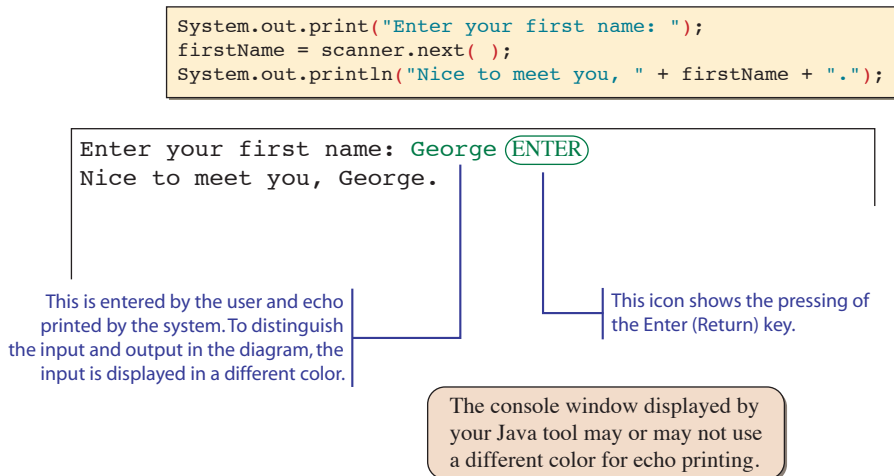 System.out.print("Enter your first name: ");
firstName = scanner.next( );
System.out.println("Nice to meet you, " + firstName + ".");
Enter your first name: George ENTER
Nice to meet you, George.
This is entered by the user and echo
printed by the system. To distinguish
the input and output in the diagram, the
input is displayed in a different color.
This icon shows the pressing of
the Enter (Return) key.
The console window displayed by
your Java tool may or may not use
a different color for echo printing.